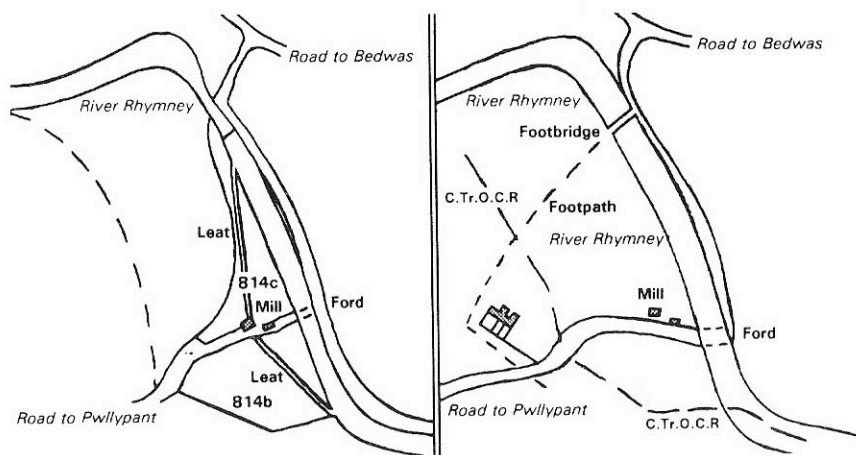 Road to Bedwas
River Rhymney
Leat
814c
Mill
Ford
Leat
814b
Road to Pwllypant
Road to Bedwas
River Rhymney
Footbridge
C.Tr.O.C.R
Footpath
River Rhymney
Mill
Ford
Road to Pwllypant
C.Tr.O.C.R